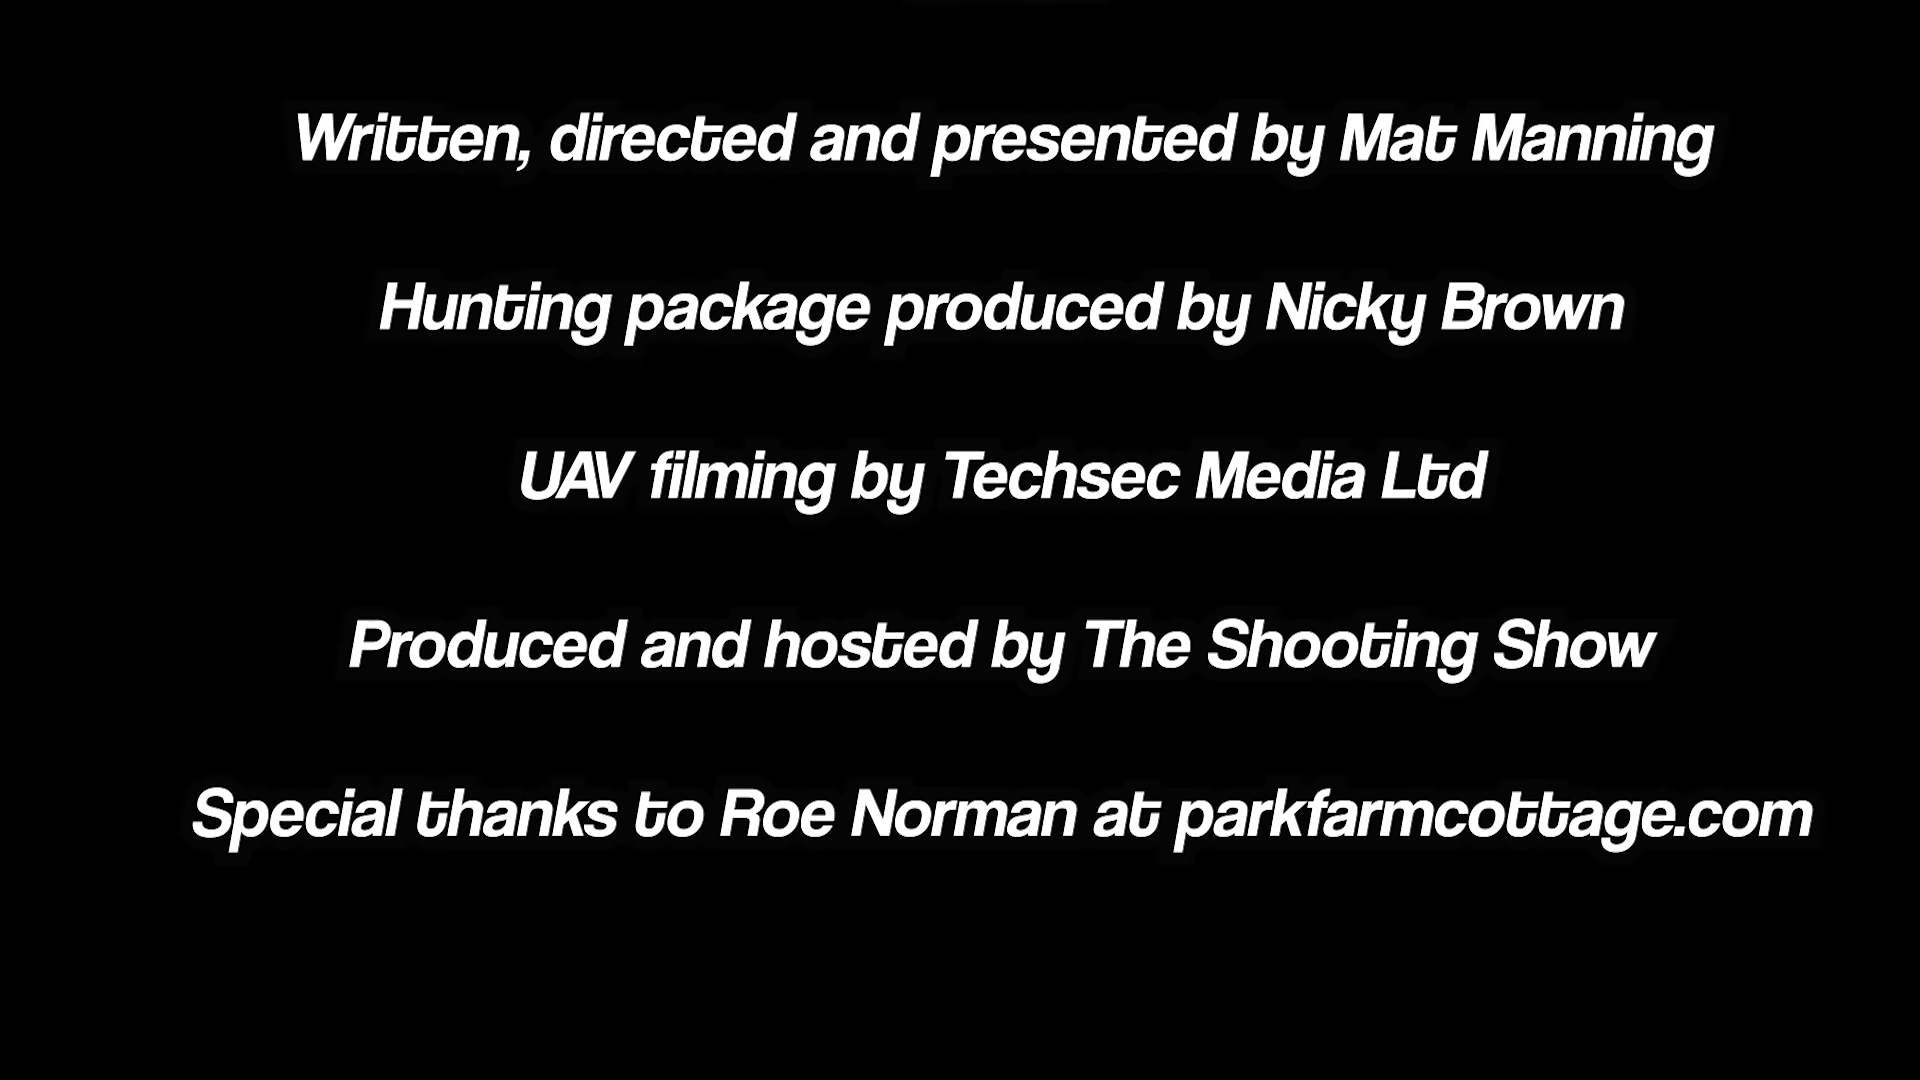 Written, directed and presented by Mat Manning
Hunting package produced by Nicky Brown
UAV filming by Techsec Media Ltd
Produced and hosted by The Shooting Show
Special thanks to Roe Norman at parkfarmcottage.com